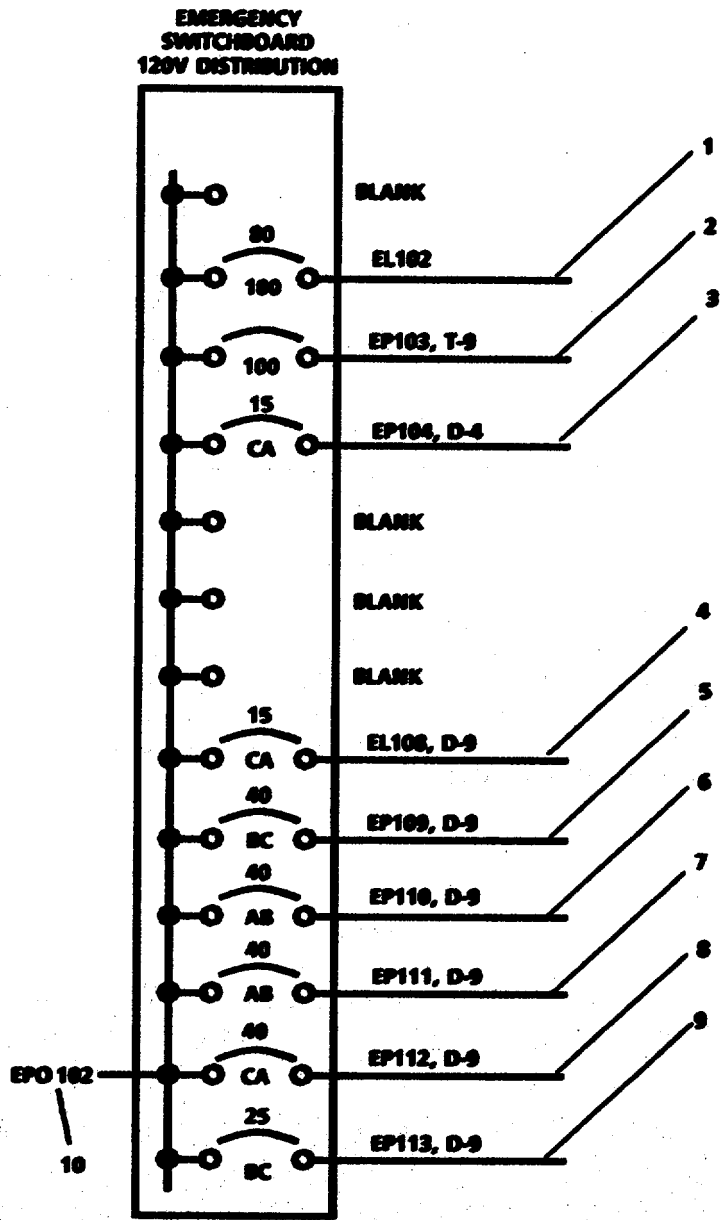 EMERGENCY
SWITCHBOARD
120V DISTRIBUTION
1
BLANK
80
EL102
100
2
EP103, T-9
100
3
15
EP104, D-4
CA
BLANK
BLANK
BLANK
4
15
EL108, D-9
CA
5
40
EP109, D-9
BC
6
40
EP110, D-9
AB
7
40
EP111, D-9
AB
8
40
EP112, D-9
CA
EPO 102
9
25
EP113, D-9
BC
10